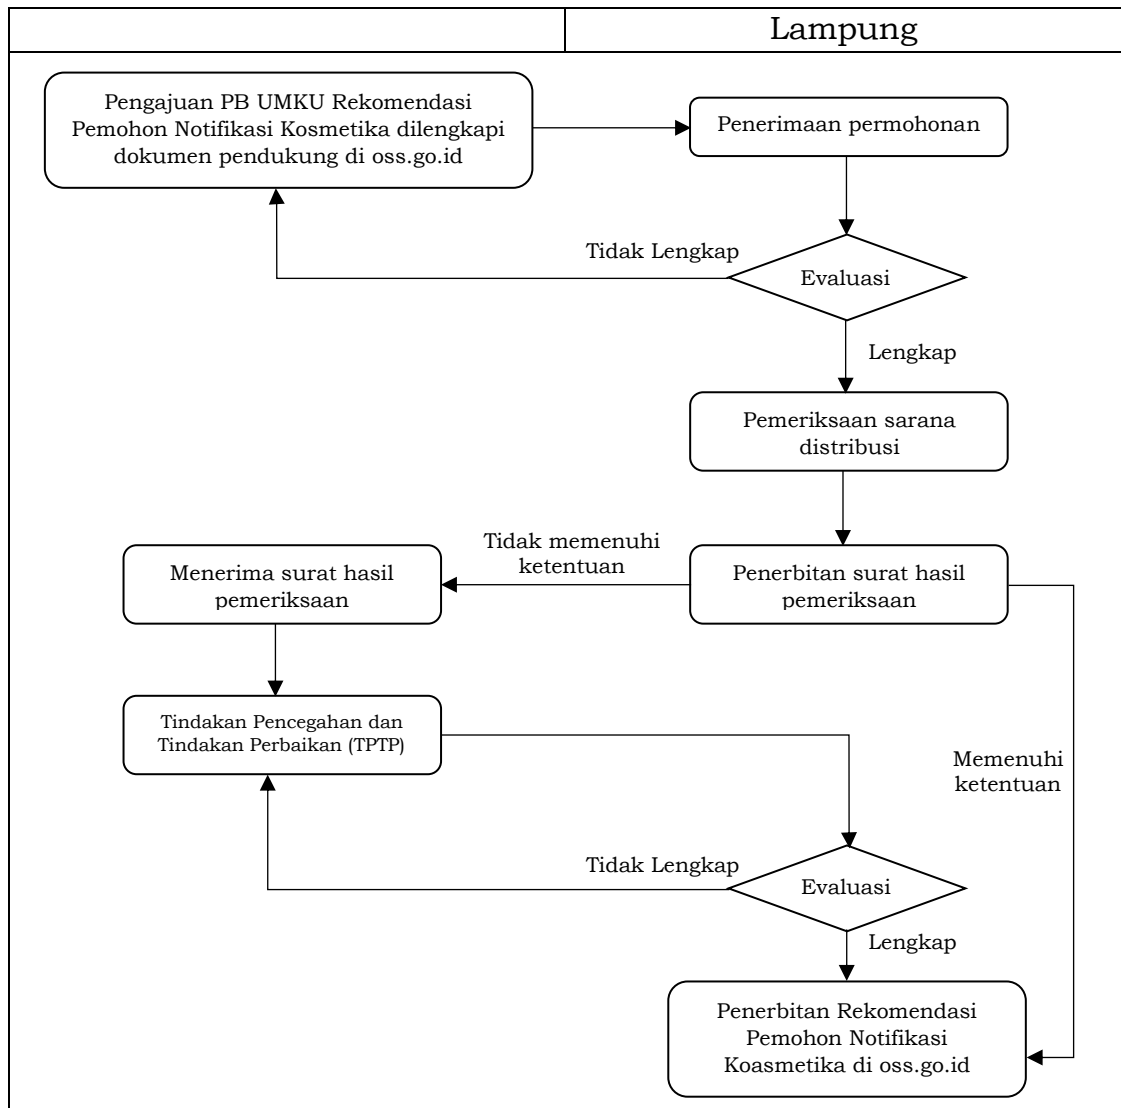 Lampung
Pengajuan PB UMKU Rekomendasi
Pemohon Notifikasi Kosmetika dilengkapi
dokumen pendukung di oss.go.id
Penerimaan permohonan
Tidak Lengkap
Evaluasi
Lengkap
Pemeriksaan sarana
distribusi
Tidak memenuhi
ketentuan
Menerima surat hasil
pemeriksaan
Penerbitan surat hasil
pemeriksaan
Tindakan Pencegahan dan
Tindakan Perbaikan (TPTP)
Memenuhi
ketentuan
Tidak Lengkap
Evaluasi
Lengkap
Penerbitan Rekomendasi
Pemohon Notifikasi
Koasmetika di oss.go.id